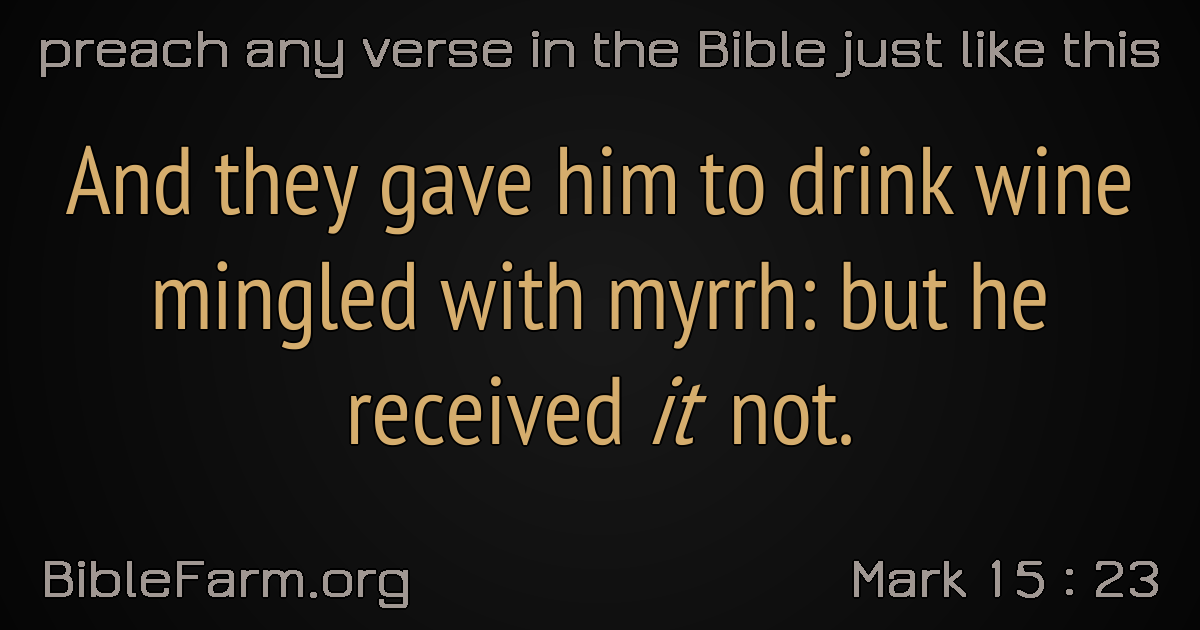 preach any verse in the Bible just like this
And they gave him to drink wine
mingled with myrrh: but he
received it not.
BibleFarm.org
Mark 15 : 23